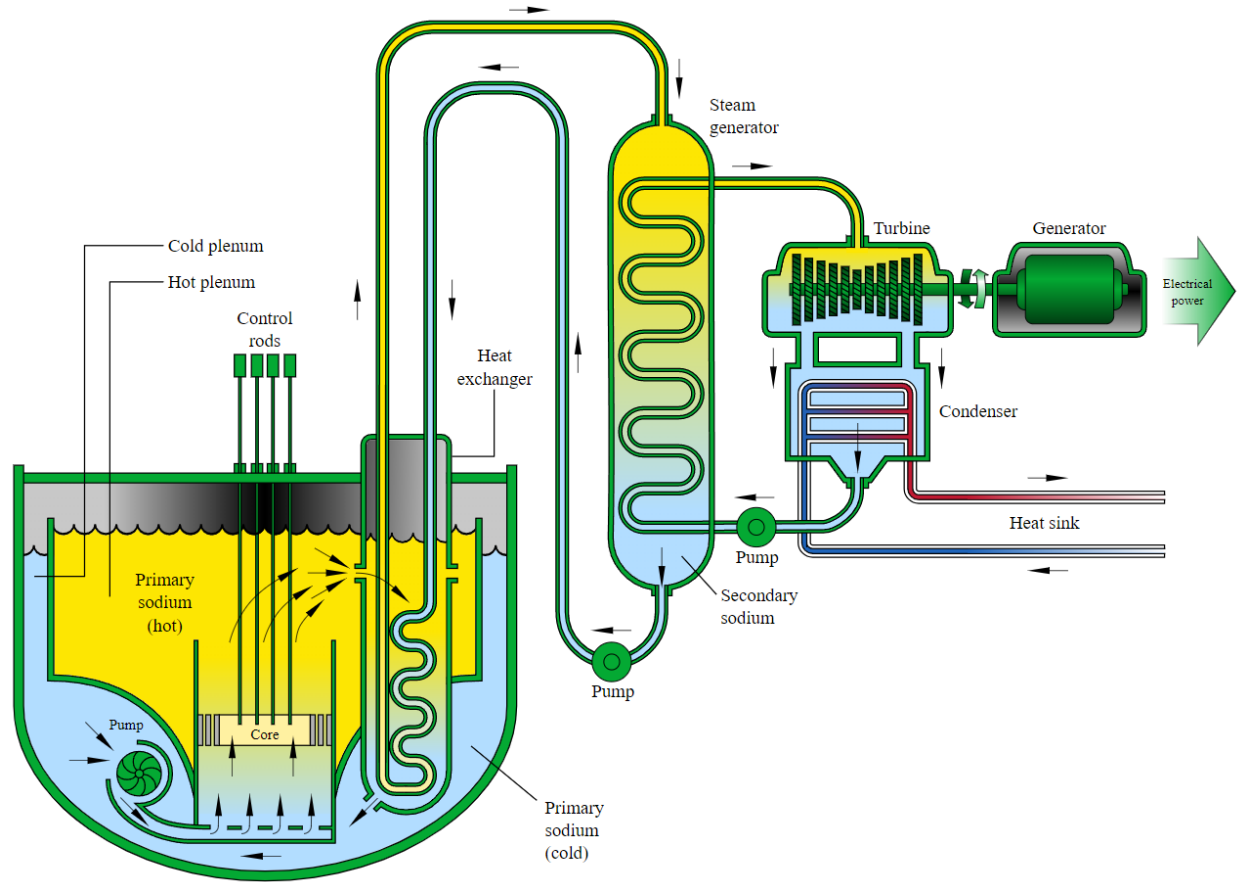 Steam
generator
Turbine
Generator
Cold plenum
Hot plenum
Electrical
power
Control
rods
Heat
exchanger
Condenser
Heat sink
Pump
Primary
sodium
(hot)
Secondary
sodium
Pump
Pump
Core
Primary
sodium
(cold)